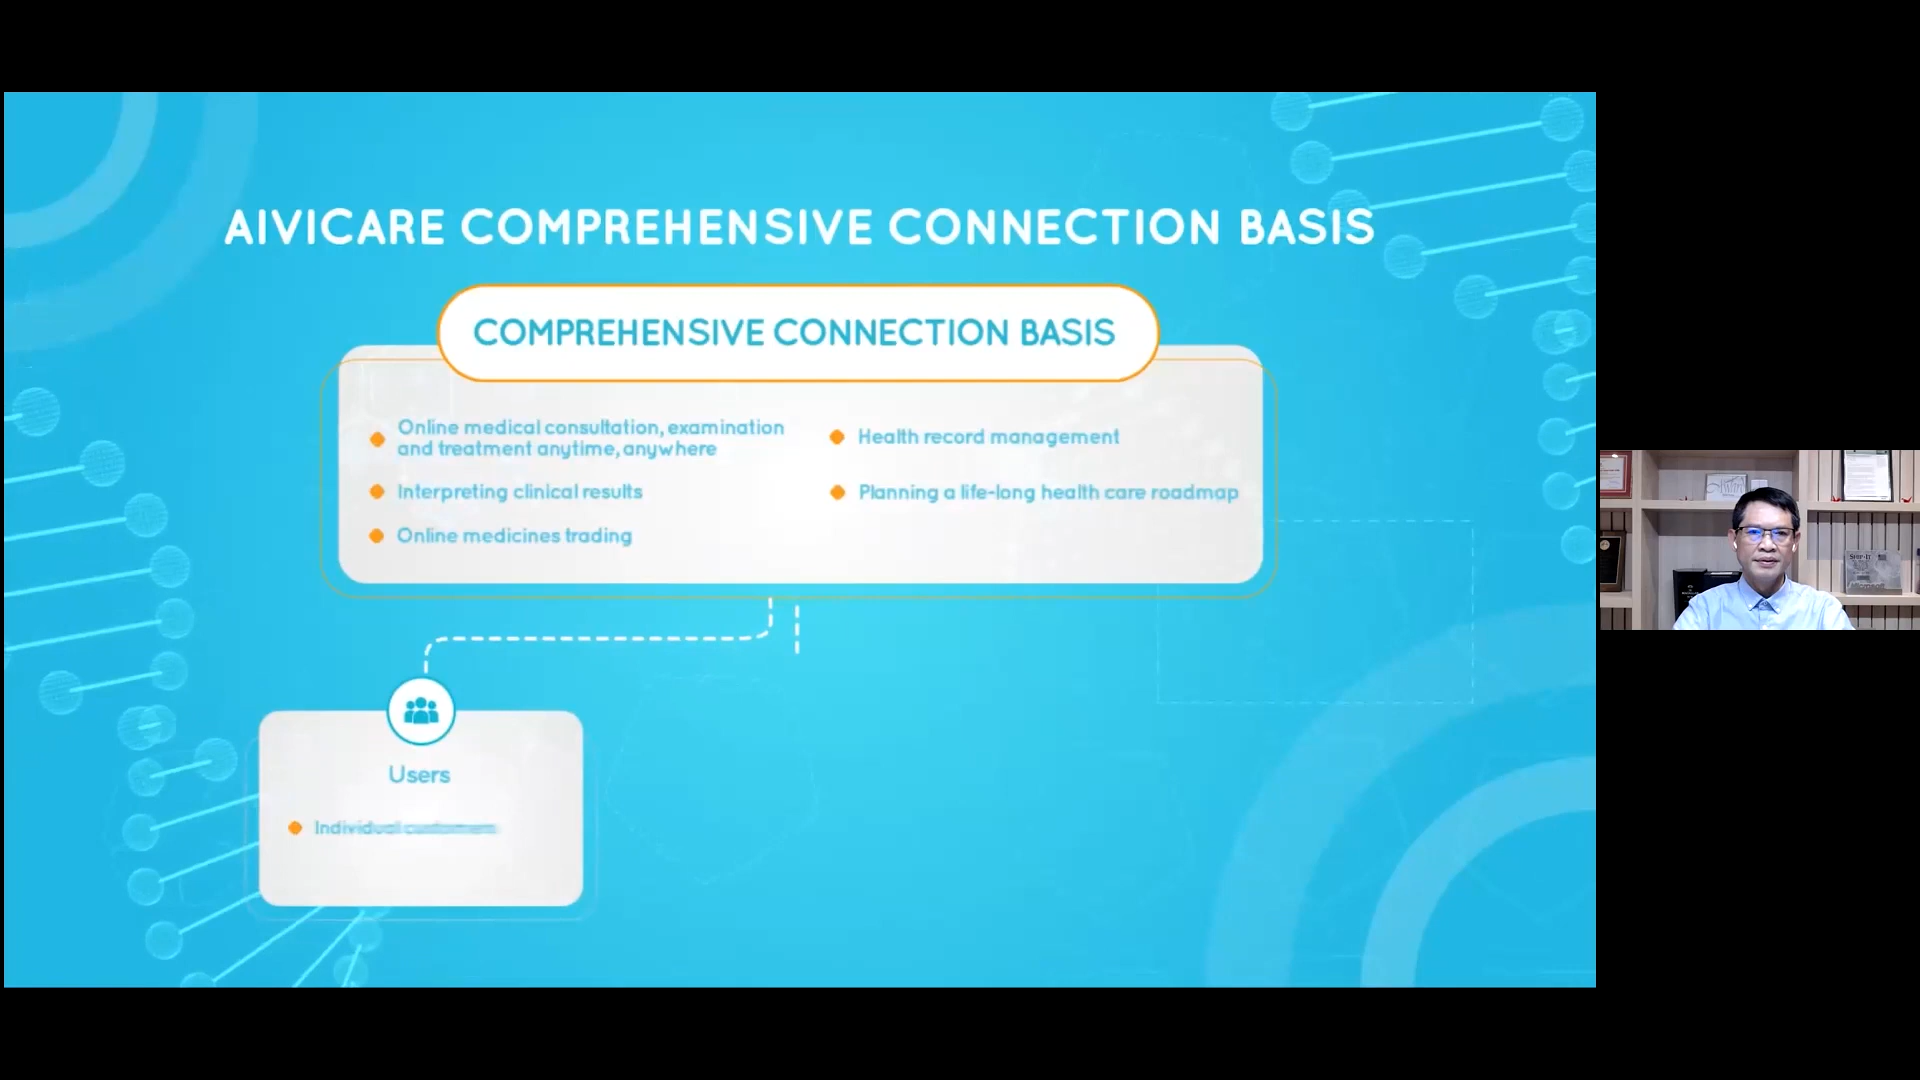 AIVICARE COMPREHENSIVE CONNECTION BASIS
COMPREHENSIVE CONNECTION BASIS
Online medical consultation, examination
and treatment anytime, anywhere
Interpreting clinical results
Online medicines trading
Health record management
Planning a life-long health care roadmap
Users
Individual customers